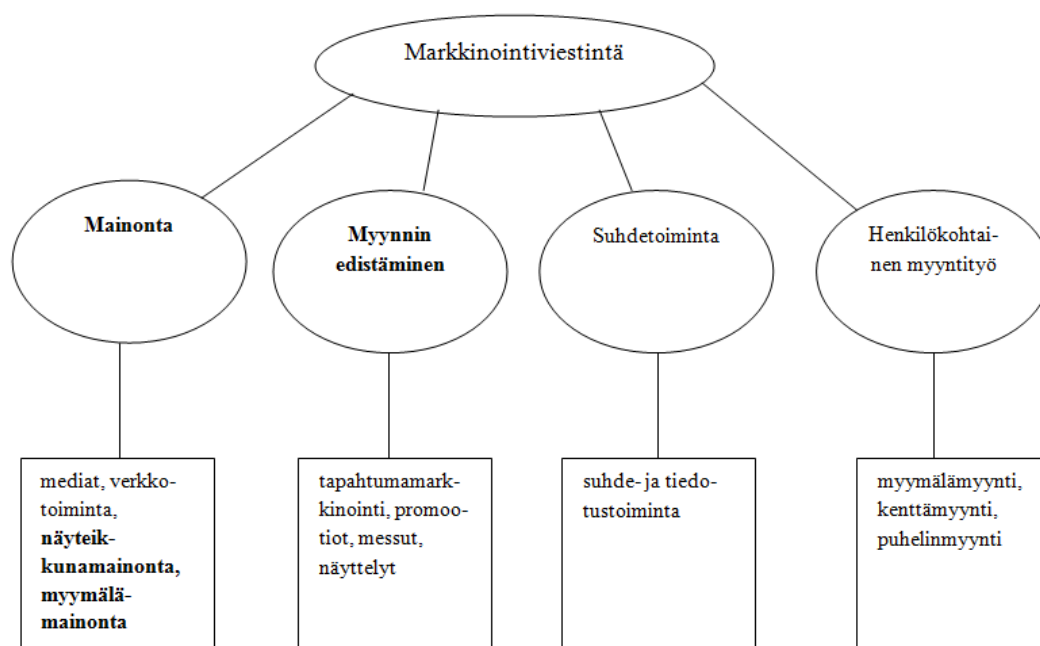 Markkinointiviestintä
Mainonta
Myynnin
edistäminen
Suhdetoiminta
Henkilökohtai-
nen myyntityö
mediat, verkko-
toiminta,
näyteik-
kunamainonta,
myymälä-
mainonta
tapahtumamark-
kinointi, promoo-
tiot, messut,
näyttelyt
suhde- ja tiedo-
tustoiminta
myymälämyynti,
kenttämyynti,
puhelinmyynti